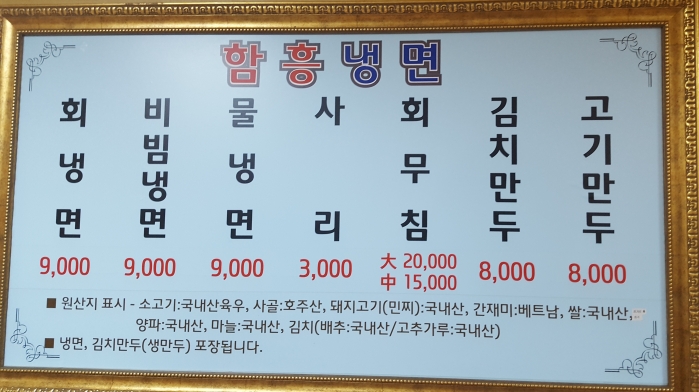 함흥냉면
회냉면 9,000
비빔냉면 9,000
물냉면 9,000
사리 3,000
회무침 大 20,000
中 15,000
김치만두 8,000
고기만두 8,000
■ 원산지 표시 - 소고기:국내산육우, 사골:호주산, 돼지고기(민찌):국내산, 간재미:베트남, 쌀:국내산,
양파:국내산, 마늘:국내산, 김치(배추:국내산/고추가루:국내산)
■ 냉면, 김치만두(생만두) 포장됩니다.